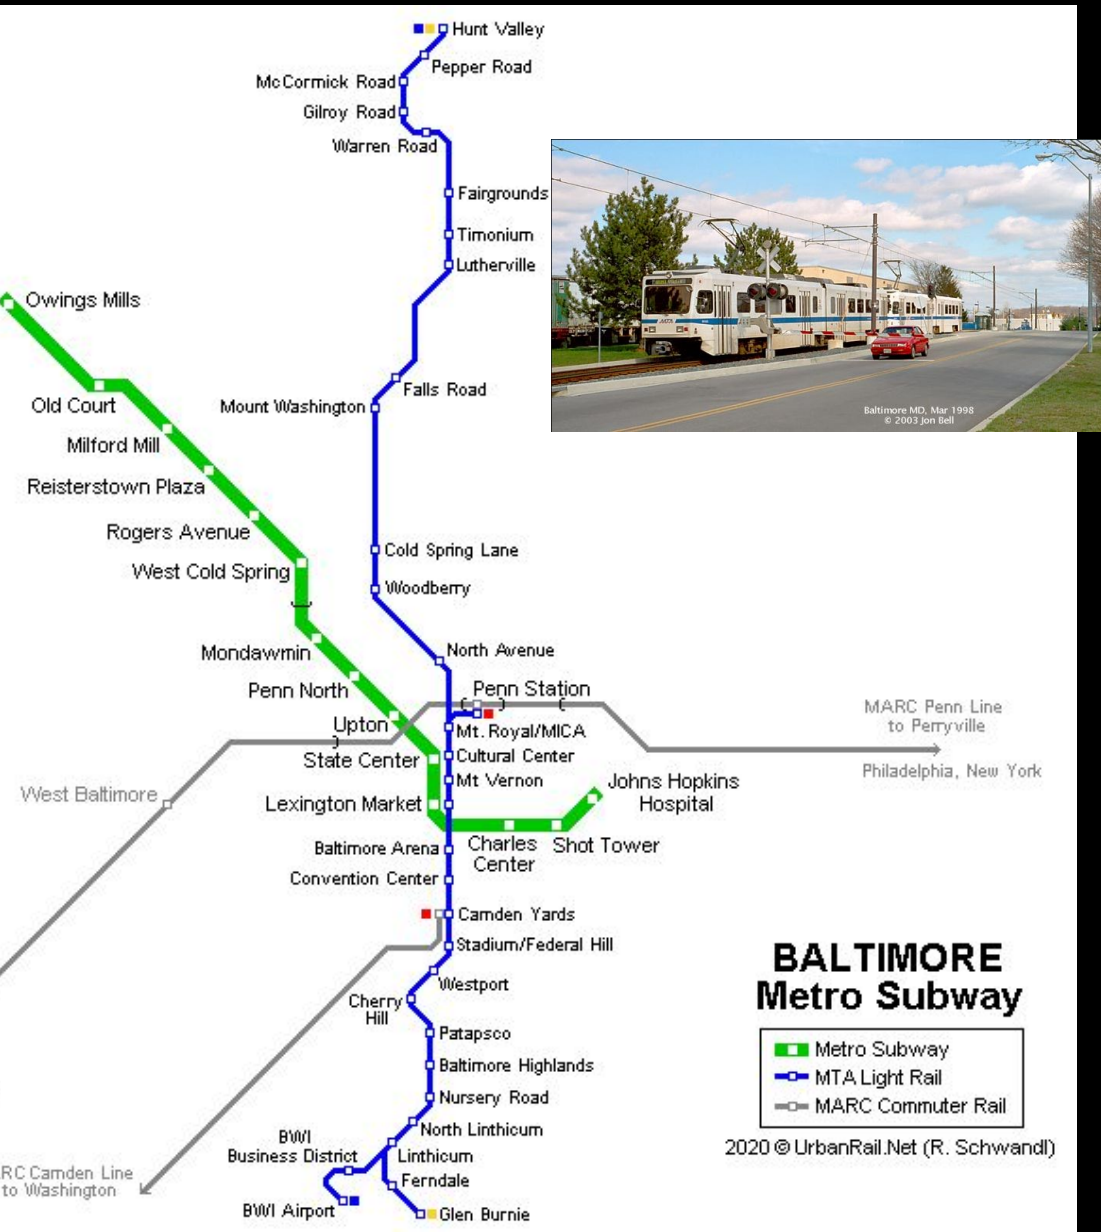 Hunt Valley
Pepper Road
McCormick Road
Gilroy Road
Warren Road
Fairgrounds
Timonium
Lutherville
Owings Mills
Old Court
Falls Road
Mount Washington
Milford Mill
Reisterstown Plaza
Rogers Avenue
Cold Spring Lane
West Cold Spring
Woodberry
North Avenue
Mondawmin
Penn North
Penn Station
MARC Penn Line
to Perryville
Philadelphia, New York
Upton
Mt. Royal/MICA
State Center
Cultural Center
Mt Vernon
Johns Hopkins
Hospital
West Baltimore
Lexington Market
Baltimore Arena
Charles
Center
Shot Tower
Convention Center
Camden Yards
Stadium/Federal Hill
Westport
Cherry
Hill
Patapsco
Baltimore Highlands
Nursery Road
North Linthicum
BWI
Business District
Linthicum
RC Camden Line
to Washington
Ferndale
BWI Airport
Glen Burnie
Baltimore MD, Mar 1998
© 2003 Jon Bell
BALTIMORE
Metro Subway
Metro Subway
MTA Light Rail
MARC Commuter Rail
2020 © UrbanRail.Net (R. Schwandl)